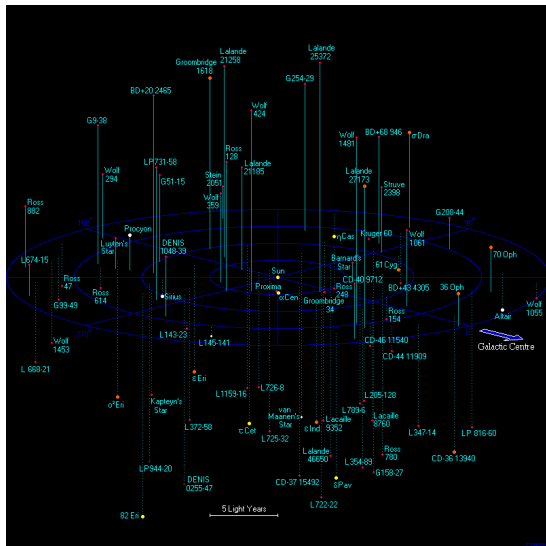 Lalande
21258
Lalande
25372
Groombridge
1618
G254-29
BD+20 2465
Wolf
424
G9-38
Wolf
1481
BD+68 946
σDra
Ross
128
LP731-58
Lalande
21185
Lalande
27173
Wolf
294
G51-15
Stein
2051
Struve
2398
Wolf
359
Ross
882
G208-44
Procyon
ηCas
Kruger 60
Wolf
1061
Luyten's
Star
DENIS
1048-39
70 Oph
L674-15
Barnard's
Star
61 Cyg
Sun
CD-40 9712
Ross
47
Proxima
αCen
Ross
248
BD+43 4305
36 Oph
G99-49
Ross
614
Sirius
Groombridge
34
Altair
Wolf
1055
Ross
154
L143-23
L145-141
CD-46 11540
Galactic Centre
Wolf
1453
CD-44 11909
L 668-21
ε Eri
L1159-16
L726-8
L205-128
ο²Eri
Kapteyn's
Star
van
Maanen's
Star
L789-6
L372-58
τ Cet
L725-32
ε Ind
Lacaille
9352
Lacaille
8760
L347-14
LP 816-60
Lalande
46650
Ross
780
LP944-20
L354-89
CD-36 13940
DENIS
0255-47
CD-37 15492
δPav
G158-27
L722-22
82 Eri
5 Light Years